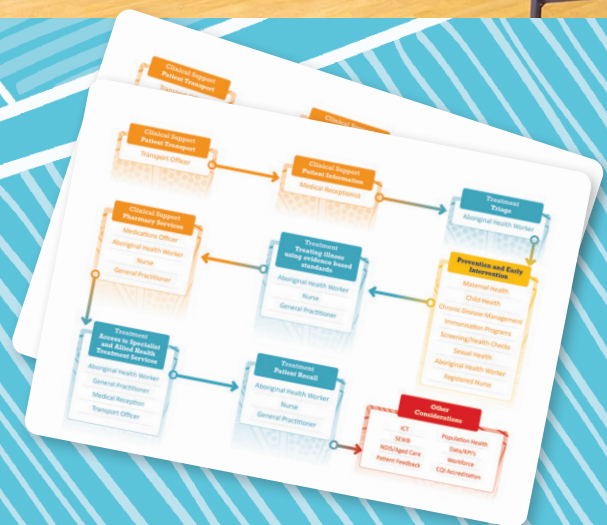 Clinical Support
Patient Transport
Clinical Support
Patient Transport
Transport Officer
Clinical Support
Patient Information
Medical Receptionist
Treatment
Triage
Aboriginal Health Worker
Prevention and Early
Intervention
Maternal Health
Child Health
Chronic Disease Management
Immunisation Programs
Screening/Health Checks
Sexual Health
Aboriginal Health Worker
Registered Nurse
Treatment
Treating illness
using evidence based
standards
Aboriginal Health Worker
Nurse
General Practitioner
Clinical Support
Pharmacy Services
Medications Officer
Aboriginal Health Worker
Nurse
General Practitioner
Treatment
Access to Specialist
and Allied Health
Treatment Services
Aboriginal Health Worker
General Practitioner
Medical Reception
Transport Officer
Treatment
Patient Recall
Aboriginal Health Worker
Nurse
General Practitioner
Other
Considerations
ICT
SEWB
NDIS/Aged Care
Patient Feedback
Population Health
Data/KPI's
Workforce
CQI Accreditation